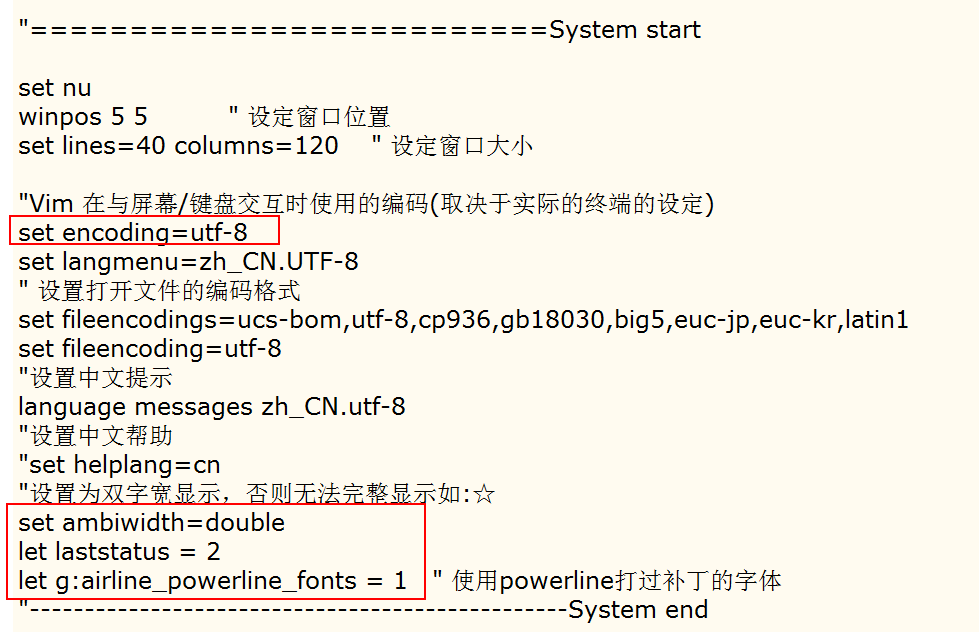 "===========================System start
set nu
winpos 5 5 " 设定窗口位置
set lines=40 columns=120 " 设定窗口大小
"Vim 在与屏幕/键盘交互时使用的编码(取决于实际的终端的设定)
set encoding=utf-8
set langmenu=zh_CN.UTF-8
" 设置打开文件的编码格式
set fileencodings=ucs-bom,utf-8,cp936,gb18030,big5,euc-jp,euc-kr,latin1
set fileencoding=utf-8
"设置中文提示
language messages zh_CN.utf-8
"设置中文帮助
"set helplang=cn
"设置为双字宽显示，否则无法完整显示如:☆
set ambiwidth=double
let laststatus = 2
let g:airline_powerline_fonts = 1 " 使用powerline打过补丁的字体
"-------------------------------------------------System end